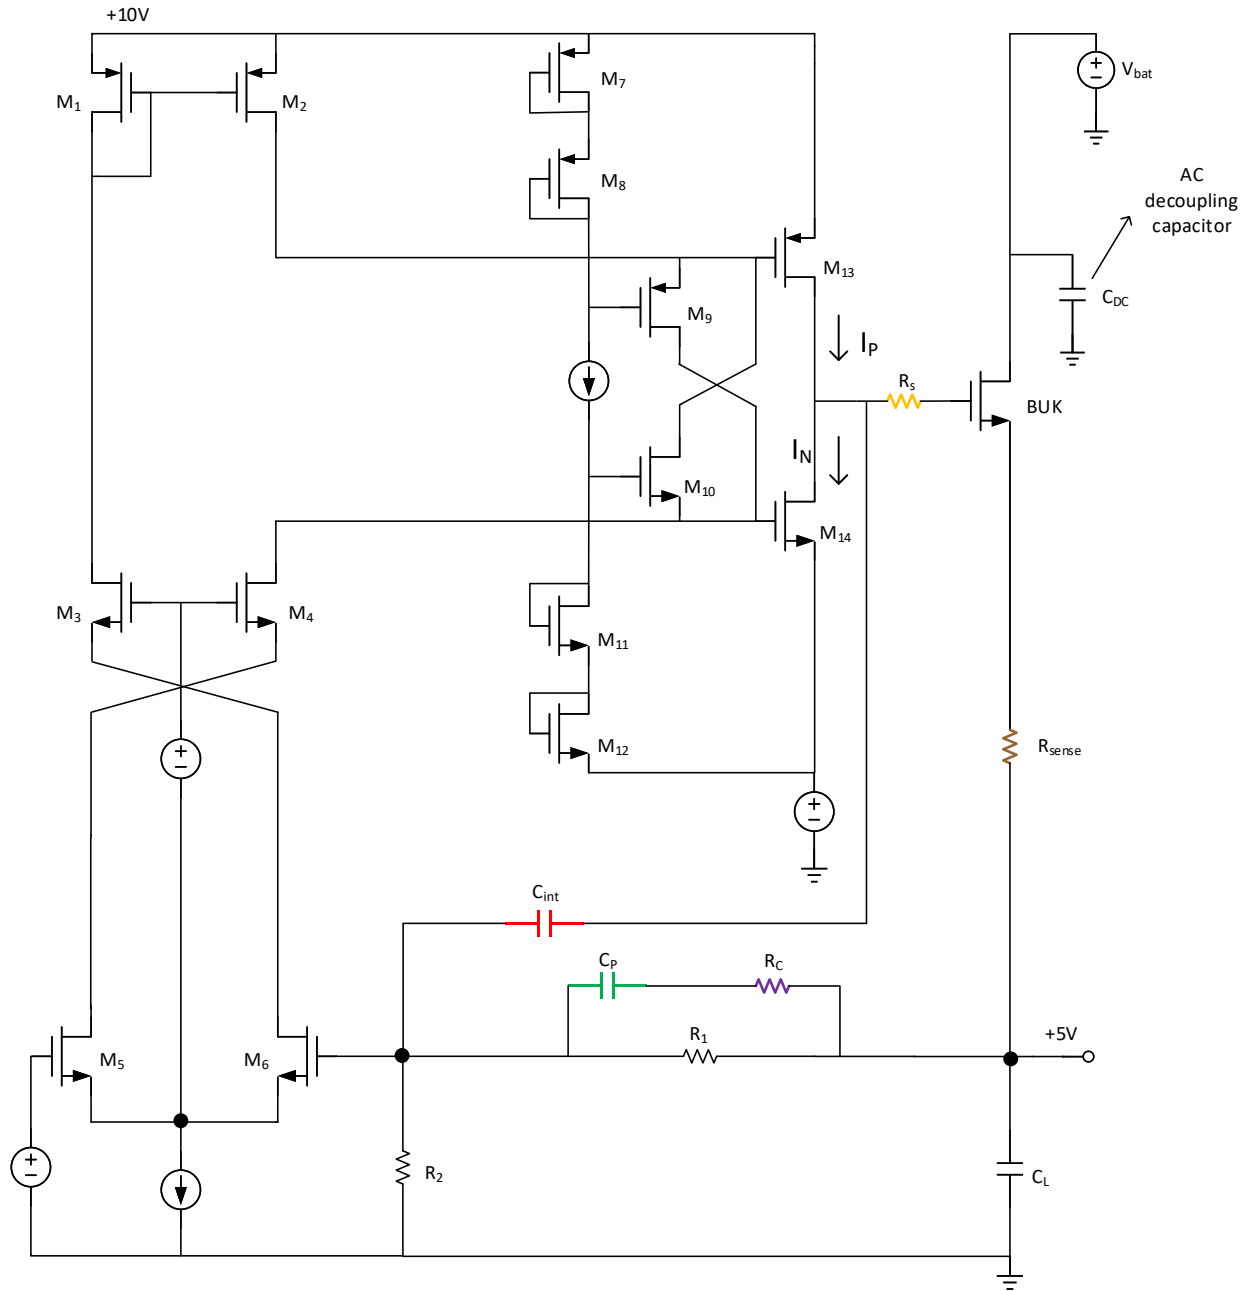 +10V
M1
M2
M7
M8
Vbat
AC
decoupling
capacitor
CDC
M13
M9
IP
Rs
BUK
IN
M10
M14
M3
M4
M11
M12
Rsense
Cint
CP
RC
R1
+5V
M5
M6
R2
CL